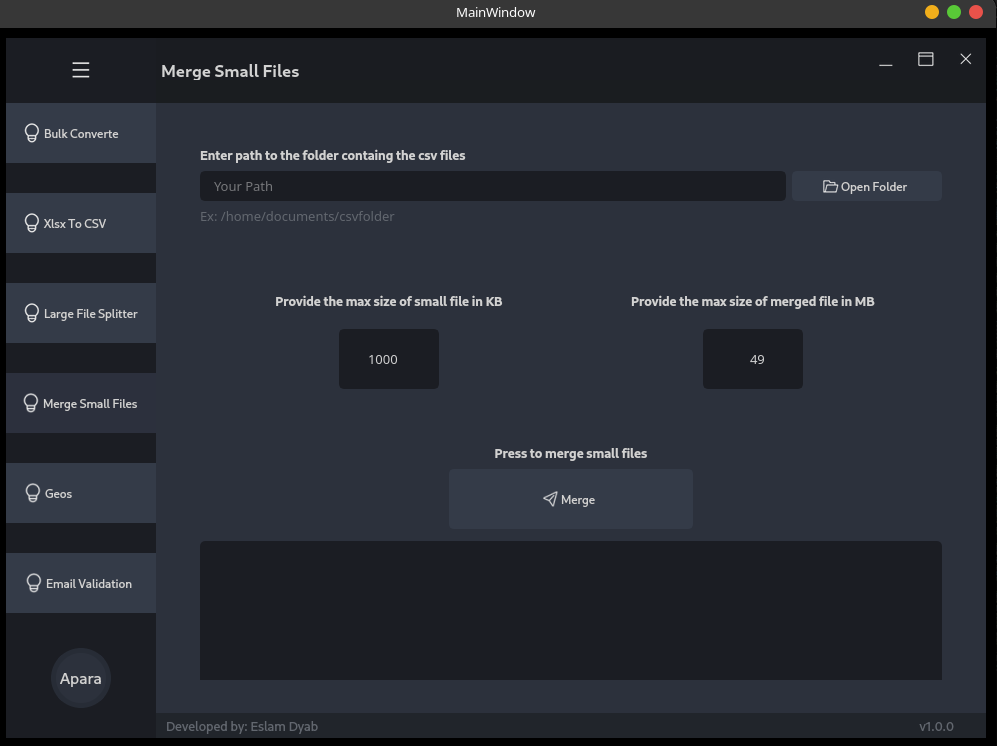 MainWindow
Merge Small Files
Bulk Converte
Xlsx To CSV
Large File Splitter
Merge Small Files
Geos
Email Validation
Apara
Enter path to the folder containg the csv files
Your Path
Open Folder
Ex: /home/documents/csvfolder
Provide the max size of small file in KB
Provide the max size of merged file in MB
1000
49
Press to merge small files
Merge
Developed by: Eslam Dyab
v1.0.0